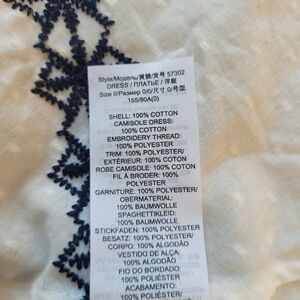 Style/Модель/貨號/货号 57302
DRESS / ПЛАТЬЕ / 洋裝
Size 0/Размер 0/0/尺寸 0/号型
155/80A(0)
SHELL: 100% COTTON
CAMISOLE DRESS:
100% COTTON
EMBROIDERY THREAD:
100% POLYESTER
TRIM: 100% POLYESTER/
EXTÉRIEUR: 100% COTON
ROBE CAMISOLE: 100% COTON
FIL À BRODER: 100%
POLYESTER
GARNITURE: 100% POLYESTER/
OBERMATERIAL:
100% BAUMWOLLE
SPAGHETTIKLEID:
100% BAUMWOLLE
STICKFADEN: 100% POLYESTER
BESATZ: 100% POLYESTER/
CORPO: 100% ALGODÃO
VESTIDO DE ALÇA:
100% ALGODÃO
FIO DO BORDADO:
100% POLIÉSTER
ACABAMENTO:
100% POLIÉSTER/